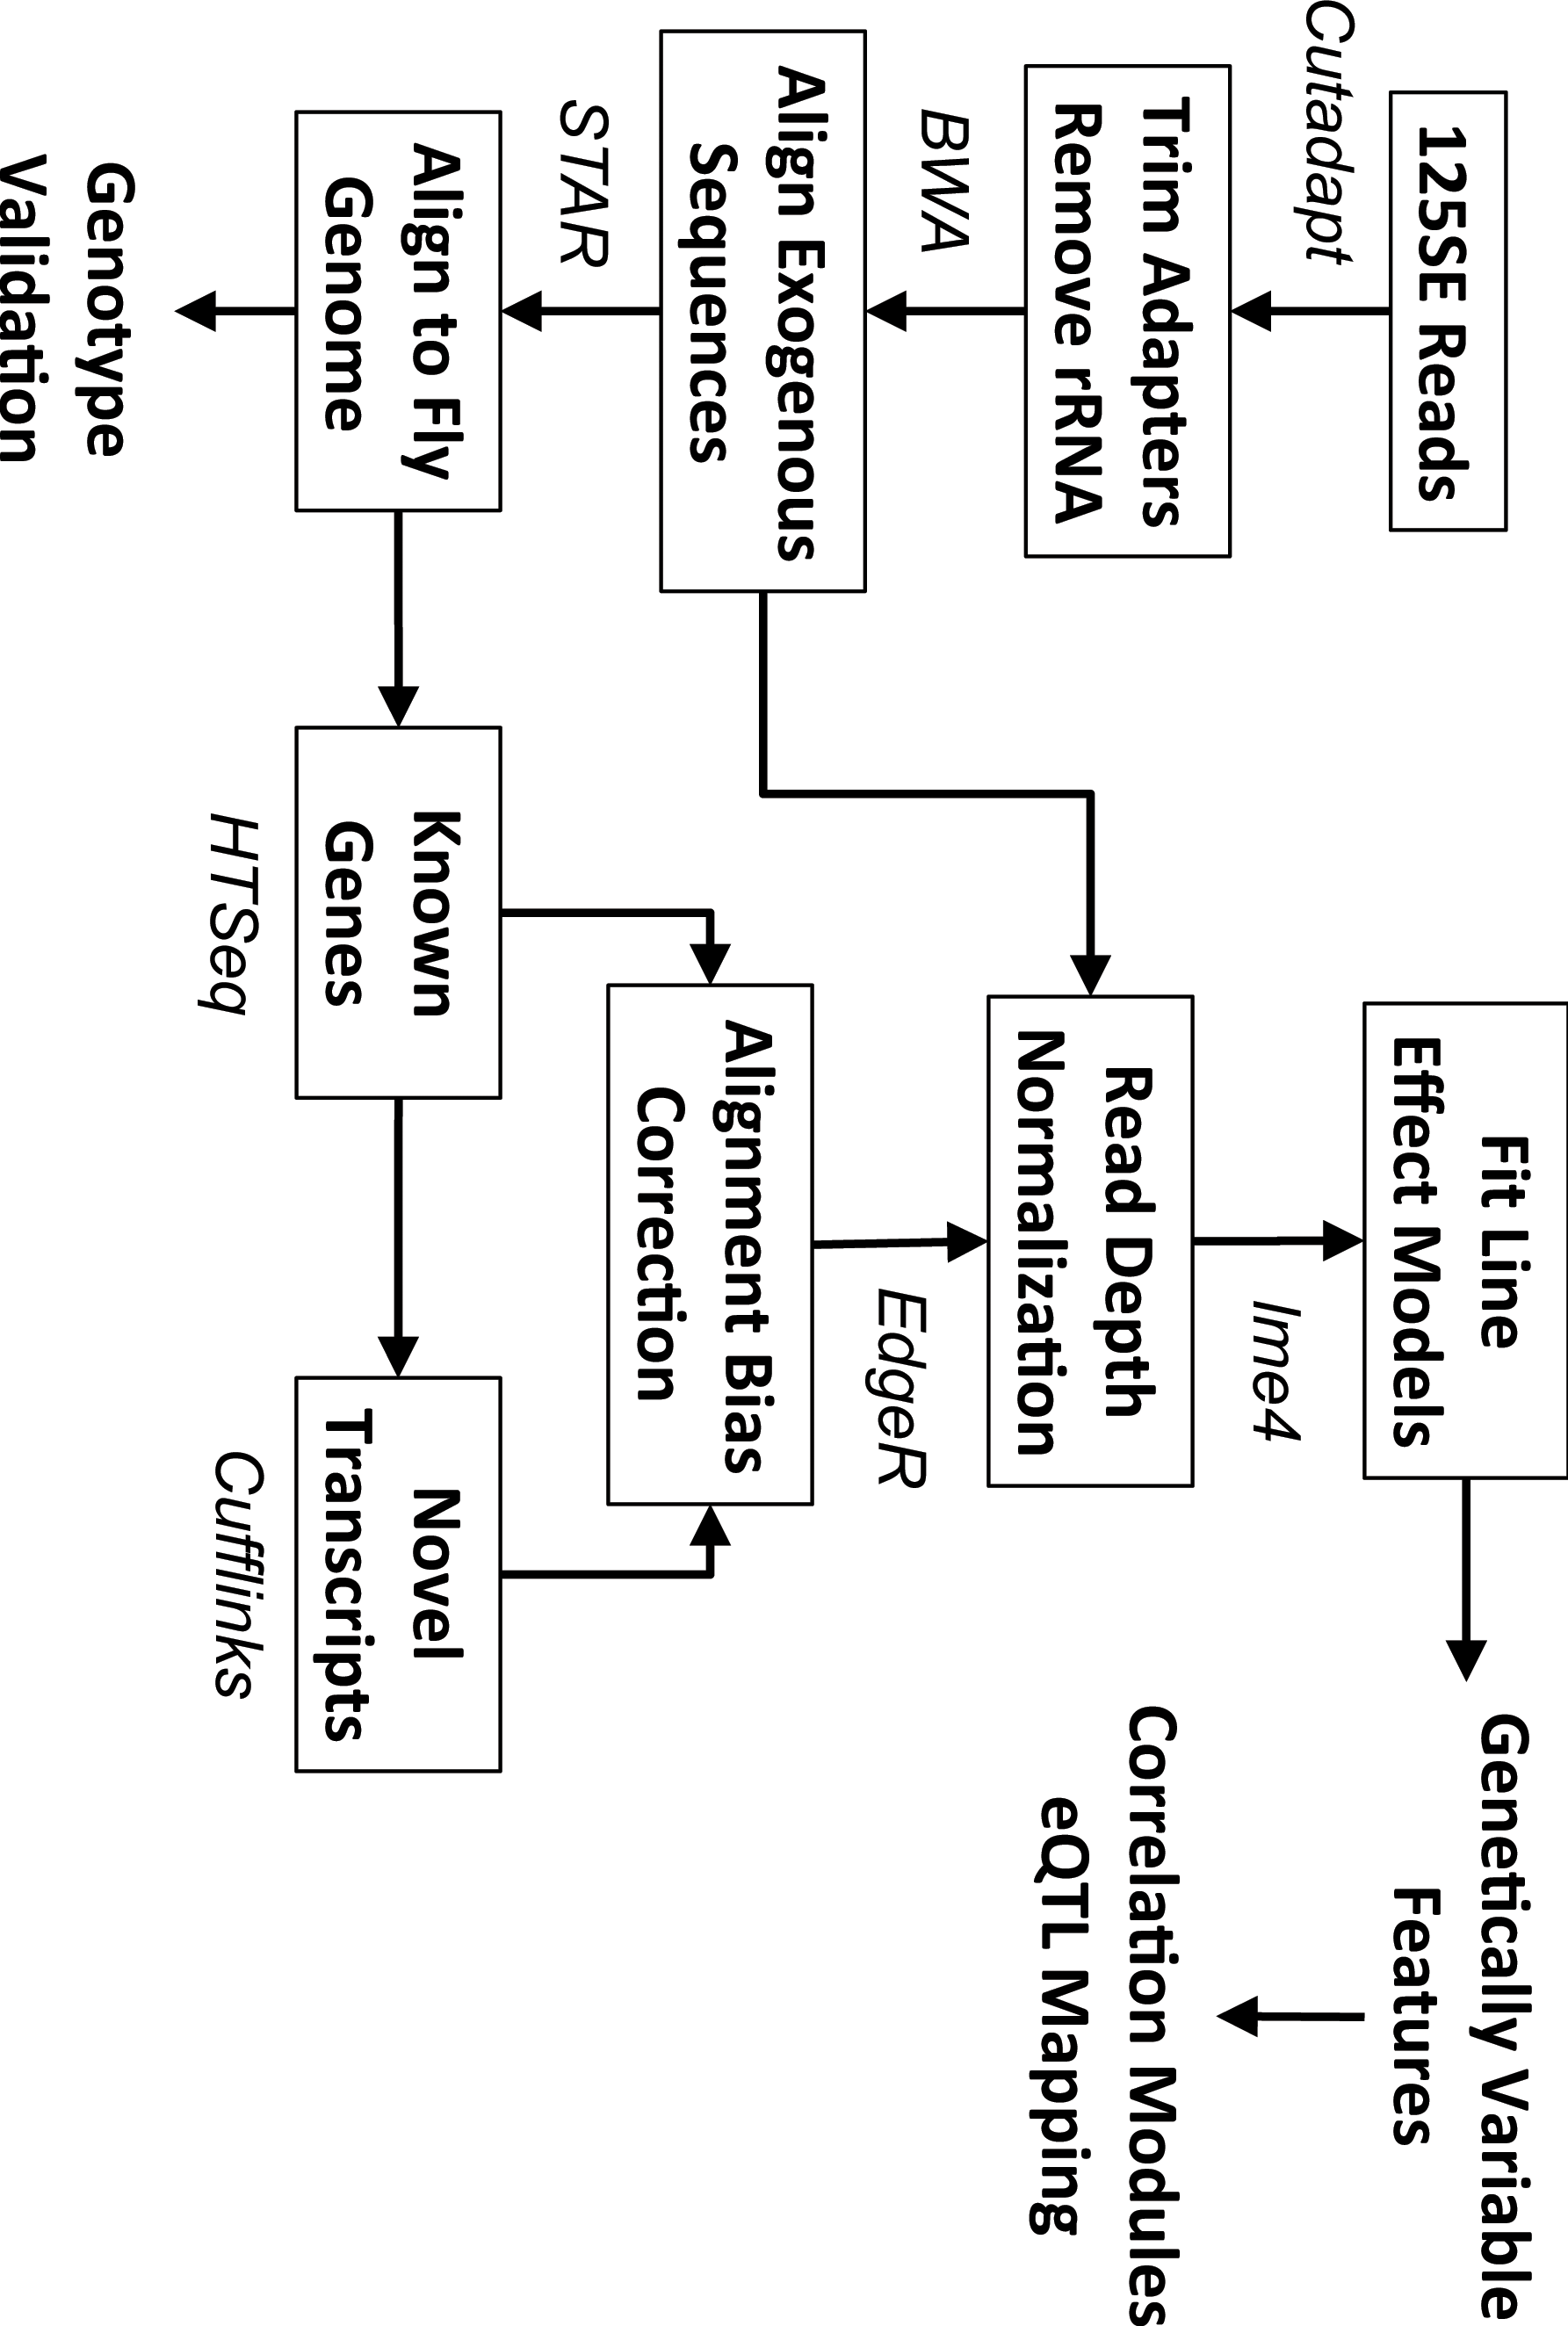 125SE Reads
Cutadapt
Trim Adapters
Remove rRNA
BWA
Align Exogenous
Sequences
STAR
Align to Fly
Genome
Genotype
Validation
Known
Genes
HTSeq
Novel
Transcripts
Cufflinks
Alignment Bias
Correction
EdgeR
Read Depth
Normalization
lme4
Fit Line
Effect Models
Genetically Variable
Features
Correlation Modules
eQTL Mapping